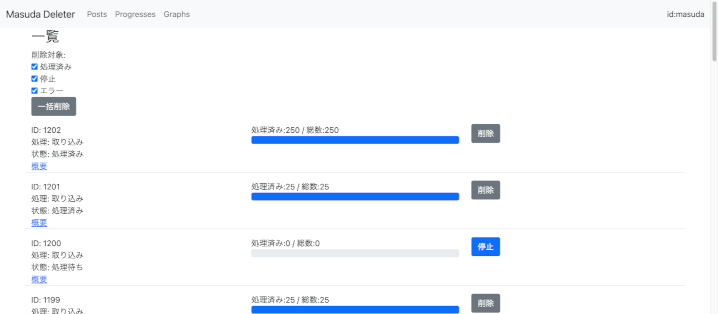 Masuda Deleter Posts Progresses Graphs id:masuda
一覧
削除対象:
処理済み
停止
エラー
一括削除
ID: 1202
処理: 取り込み
状態: 処理済み
概要
処理済み:250 / 総数:250
削除
ID: 1201
処理: 取り込み
状態: 処理済み
概要
処理済み:25 / 総数:25
削除
ID: 1200
処理: 取り込み
状態: 処理待ち
概要
処理済み:0 / 総数:0
停止
ID: 1199
処理: 取り込み
処理済み:25 / 総数:25
削除